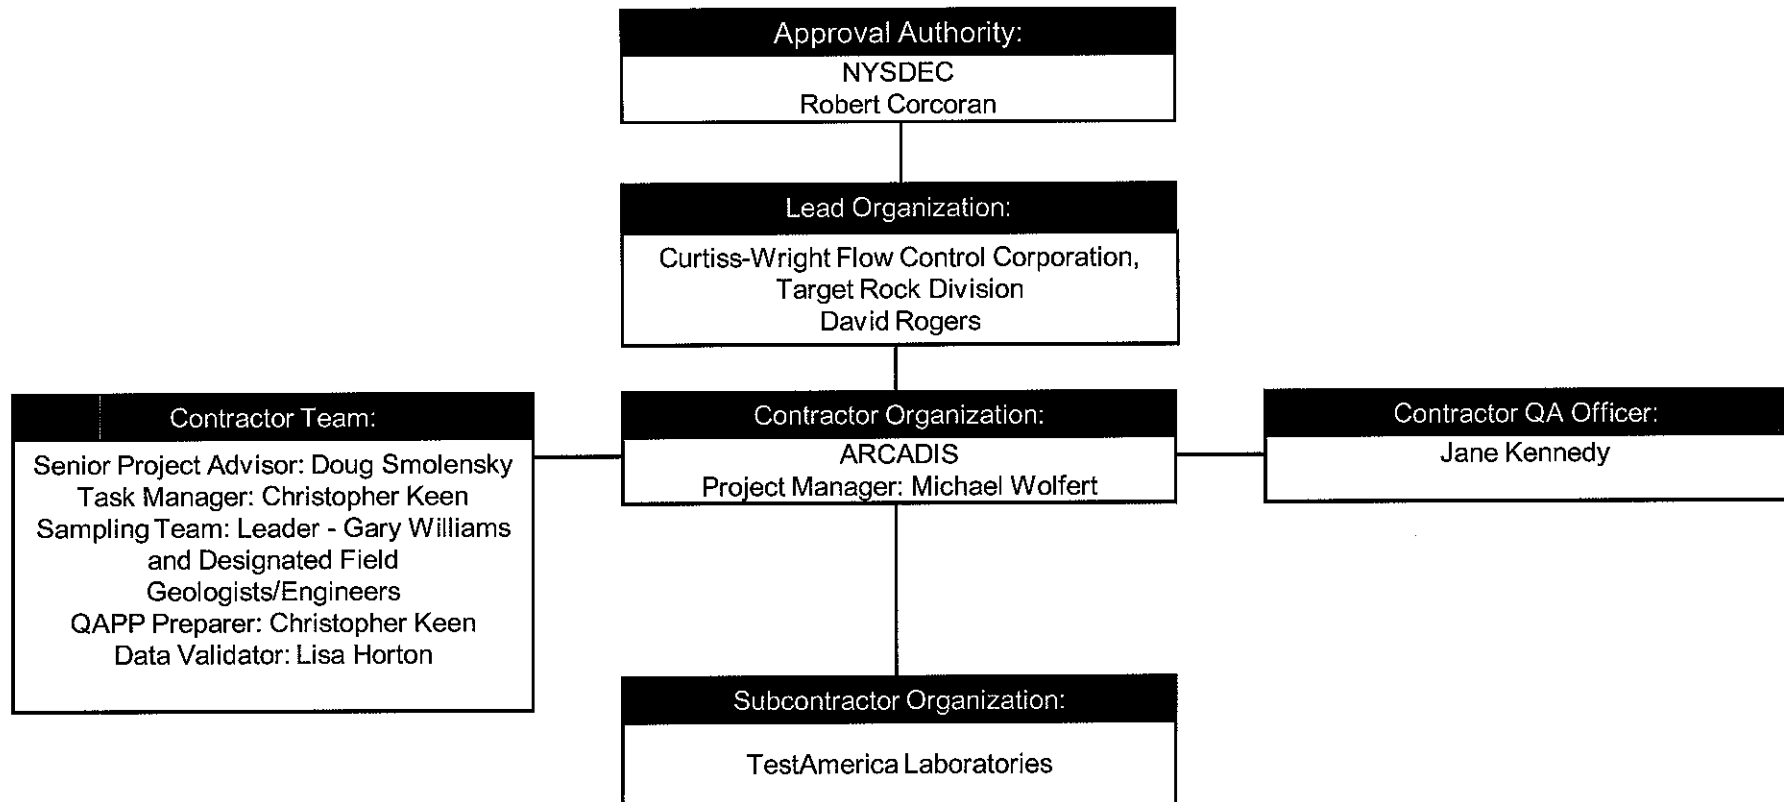 Approval Authority:
NYSDEC
Robert Corcoran
Lead Organization:
Curtiss-Wright Flow Control Corporation,
Target Rock Division
David Rogers
Contractor Team:
Senior Project Advisor: Doug Smolensky
Task Manager: Christopher Keen
Sampling Team: Leader - Gary Williams
and Designated Field
Geologists/Engineers
QAPP Preparer: Christopher Keen
Data Validator: Lisa Horton
Contractor Organization:
ARCADIS
Project Manager: Michael Wolfert
Contractor QA Officer:
Jane Kennedy
Subcontractor Organization:
TestAmerica Laboratories